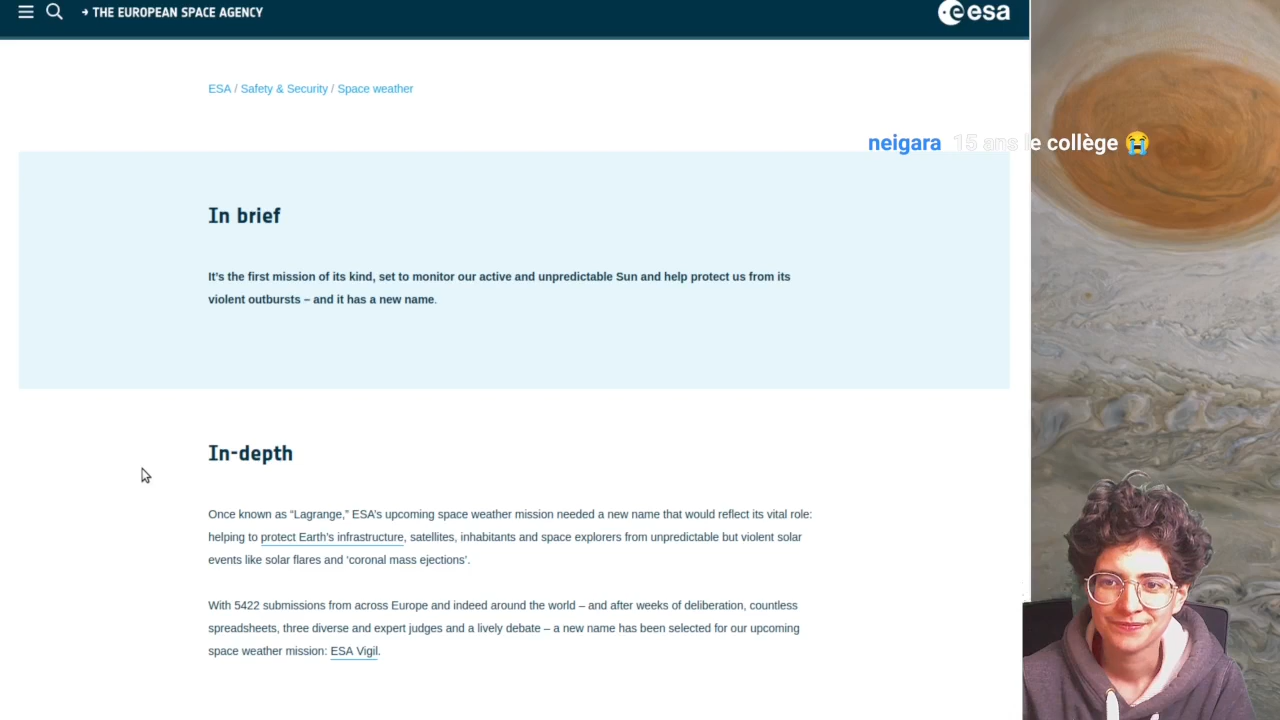 → THE EUROPEAN SPACE AGENCY
esa
ESA / Safety & Security / Space weather
neigara 15 ans le collège 😭
In brief
It's the first mission of its kind, set to monitor our active and unpredictable Sun and help protect us from its
violent outbursts – and it has a new name.
In-depth
Once known as “Lagrange,” ESA's upcoming space weather mission needed a new name that would reflect its vital role:
helping to protect Earth's infrastructure, satellites, inhabitants and space explorers from unpredictable but violent solar
events like solar flares and ‘coronal mass ejections’.
With 5422 submissions from across Europe and indeed around the world – and after weeks of deliberation, countless
spreadsheets, three diverse and expert judges and a lively debate – a new name has been selected for our upcoming
space weather mission: ESA Vigil.